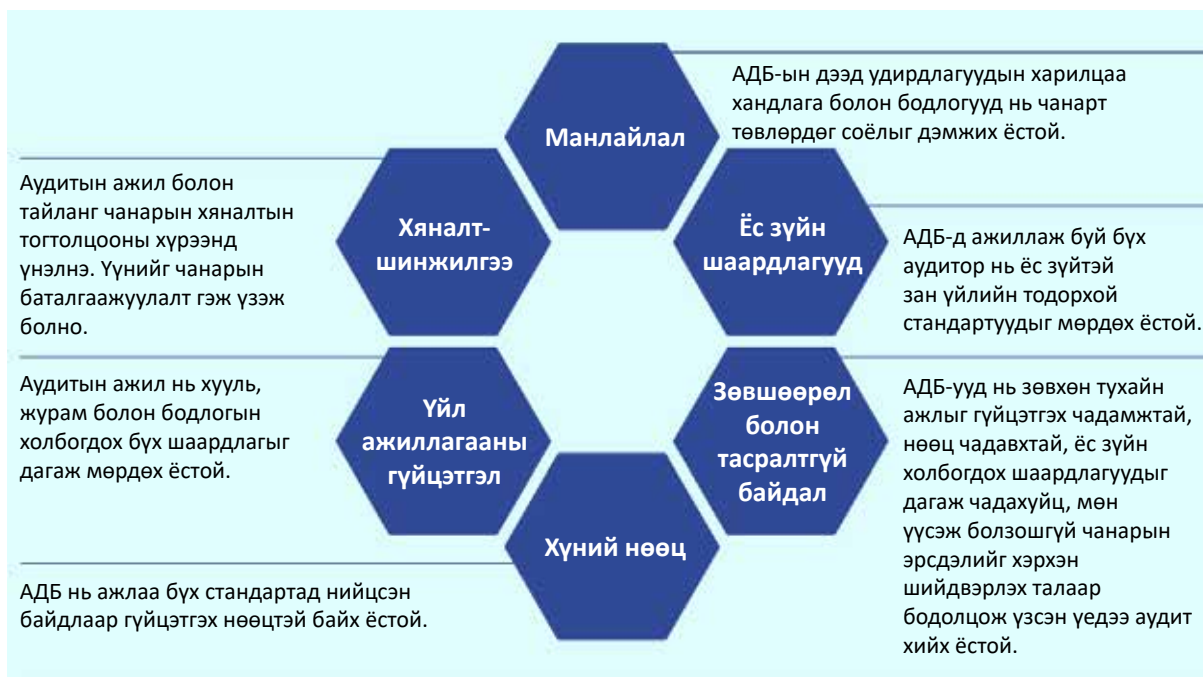 Манлайлал
АДБ-ын дээд удирдлагуудын харилцаа
хандлага болон бодлогууд нь чанарт
төвлөрдөг соёлыг дэмжих ёстой.
Ёс зүйн
шаардлагууд
АДБ-д ажиллаж буй бүх
аудитор нь ёс зүйтэй
зан үйлийн тодорхой
стандартуудыг мөрдөх ёстой.
Зөвшөөрөл
болон
тасралтгүй
байдал
АДБ-ууд нь зөвхөн тухайн
ажлыг гүйцэтгэх чадамжтай,
нөөц чадавхтай, ёс зүйн
холбогдох шаардлагуудыг
дагаж чадахуйц, мөн
үүсэж болзошгүй чанарын
эрсдэлийг хэрхэн
шийдвэрлэх талаар
бодолцож үзсэн үедээ аудит
хийх ёстой.
Хүний нөөц
АДБ нь ажлаа бүх стандартад нийцсэн
байдлаар гүйцэтгэх нөөцтэй байх ёстой.
Үйл
ажиллагааны
гүйцэтгэл
Аудитын ажил нь хууль,
журам болон бодлогын
холбогдох бүх шаардлагыг
дагаж мөрдөх ёстой.
Хяналт-
шинжилгээ
Аудитын ажил болон
тайланг чанарын хяналтын
тогтолцооны хүрээнд
үнэлнэ. Үүнийг чанарын
баталгаажуулалт гэж үзэж
болно.